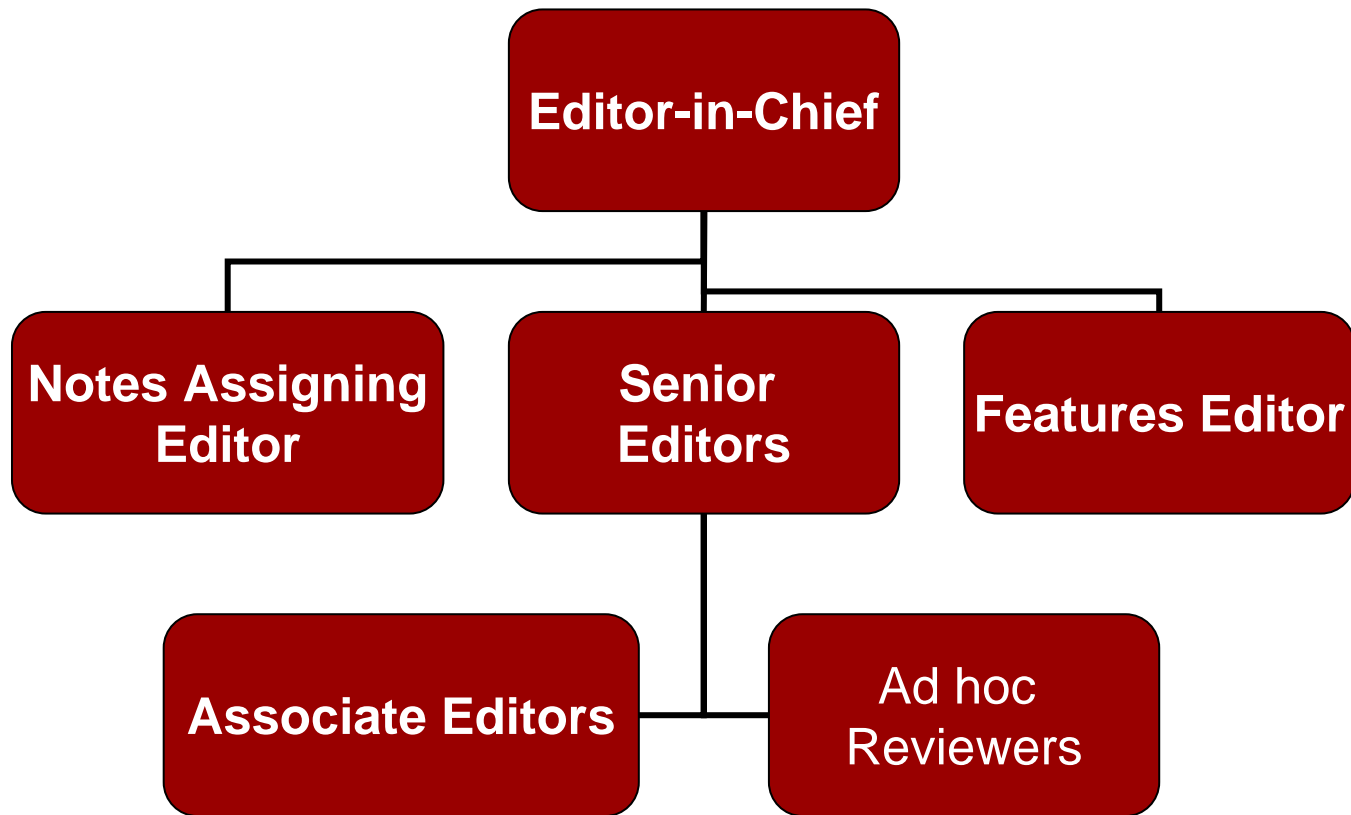 Editor-in-Chief
Notes Assigning
Editor
Senior
Editors
Features Editor
Associate Editors
Ad hoc
Reviewers